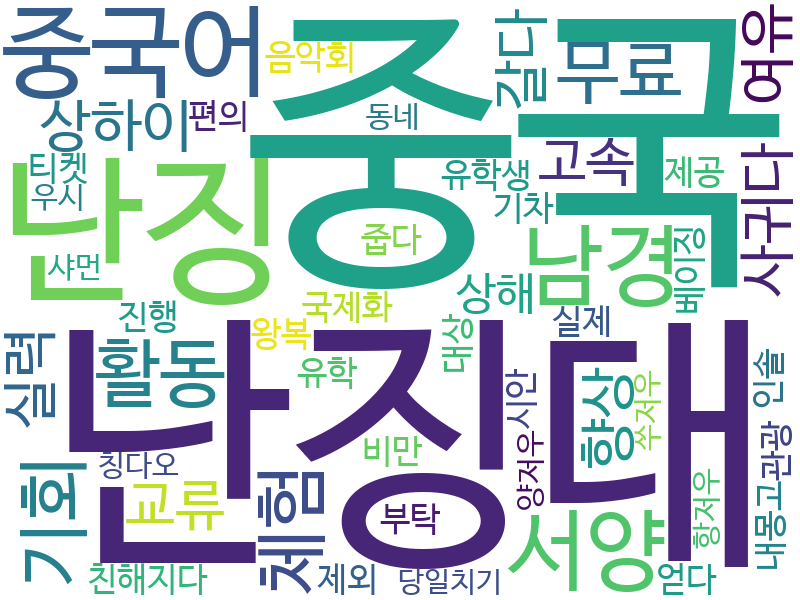 중국어
음악회
중국
갈다
무료
여유
상하이
편의
동네
티켓
우시
난징
유학생
고속
제공
사귀다
기차
줍다
샤먼
남경
베이징
상해
진행
국제화
왕복
대상
실제
실력
활동
유학
난징대
시안
향상
쑤저우
인솔
비만
기회
칭다오
교류
체험
부탁
양저우
서양
황저우
내몽고
관광
친해지다
제외
당일치기
얻다